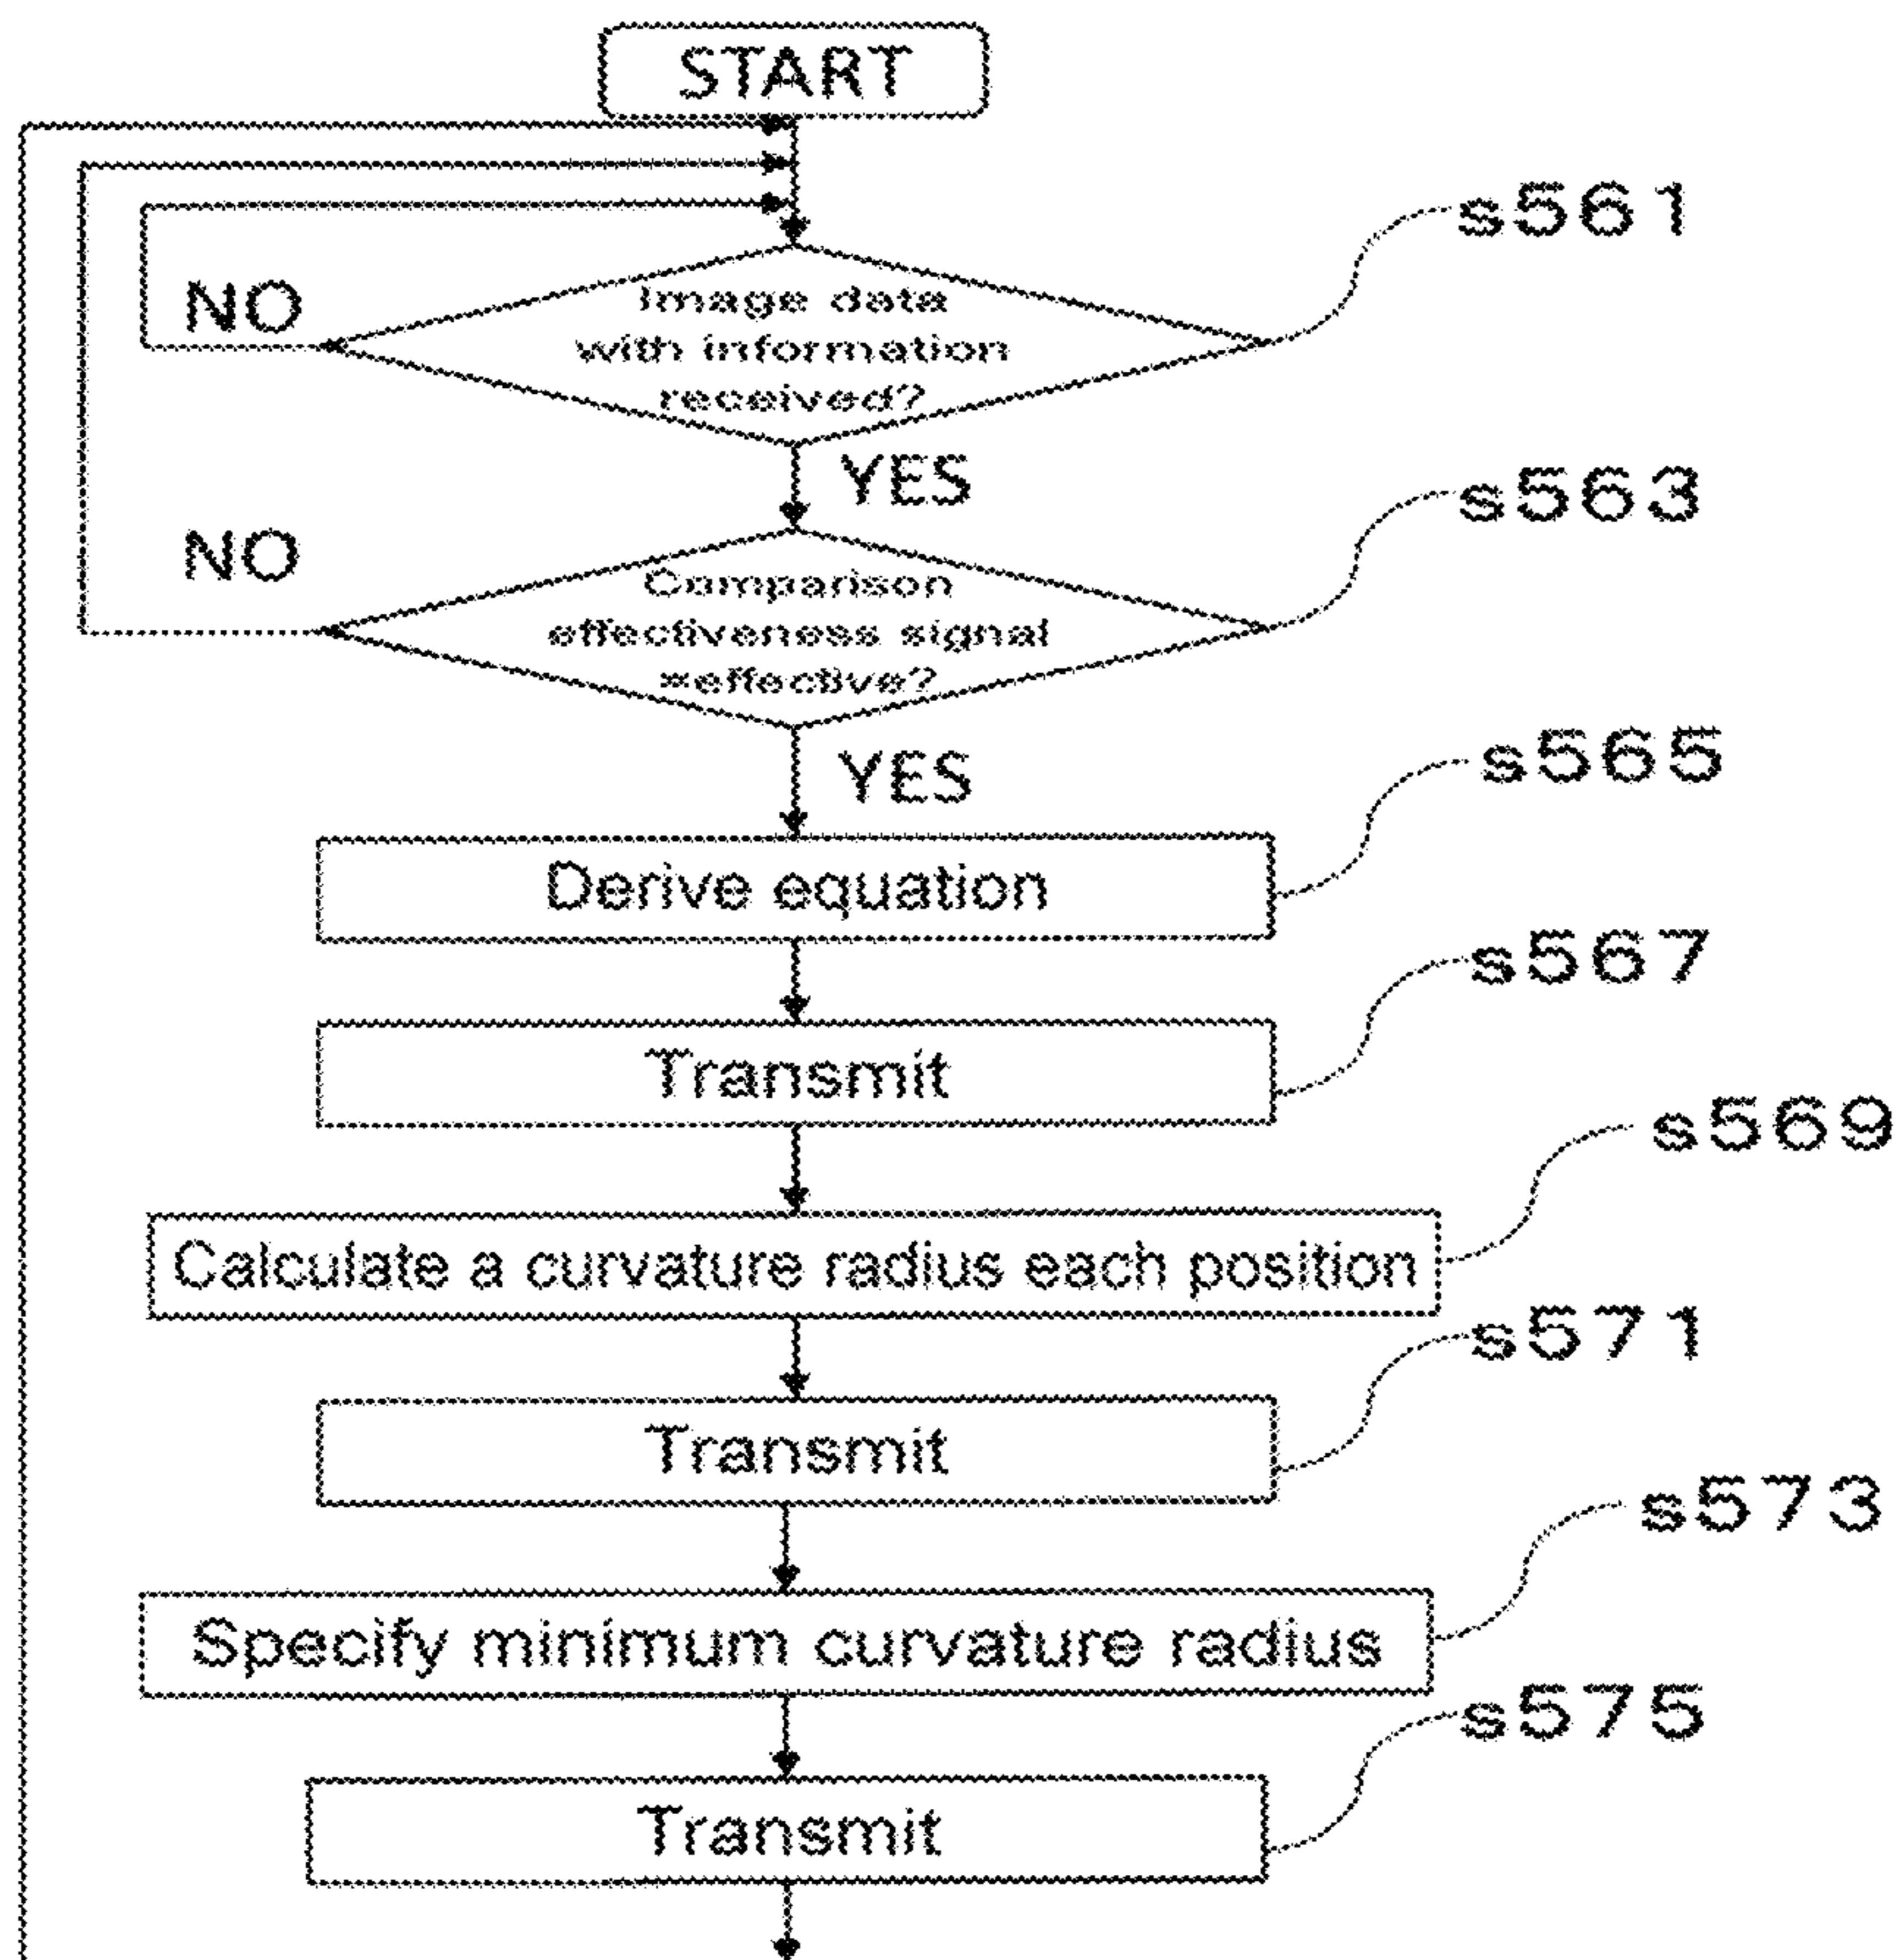 START
s561
NO
Image data
with information
received?
YES
s563
NO
Comparison
effectiveness signal
=effective?
YES
s565
Derive equation
s567
Transmit
s569
Calculate a curvature radius each position
s571
Transmit
s573
Specify minimum curvature radius
s575
Transmit